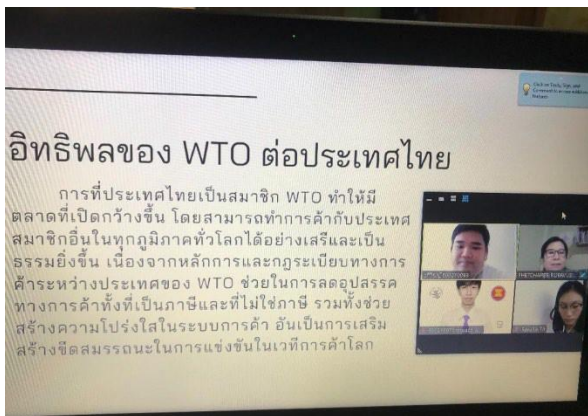 อิทธิพลของ WTO ต่อประเทศไทย
การที่ประเทศไทยเป็นสมาชิก WTO ทำให้มี
ตลาดที่เปิดกว้างขึ้น โดยสามารถทำการค้ากับประเทศ
สมาชิกอื่นในทุกภูมิภาคทั่วโลกได้อย่างเสรีและเป็น
ธรรมยิ่งขึ้น เนื่องจากหลักการและกฎระเบียบทางการ
ค้าระหว่างประเทศของ WTO ช่วยในการลดอุปสรรค
ทางการค้าทั้งที่เป็นภาษีและที่ไม่ใช่ภาษี รวมทั้งช่วย
สร้างความโปร่งใสในระบบการค้า อันเป็นการเสริม
สร้างขีดสมรรถนะในการแข่งขันในเวทีการค้าโลก